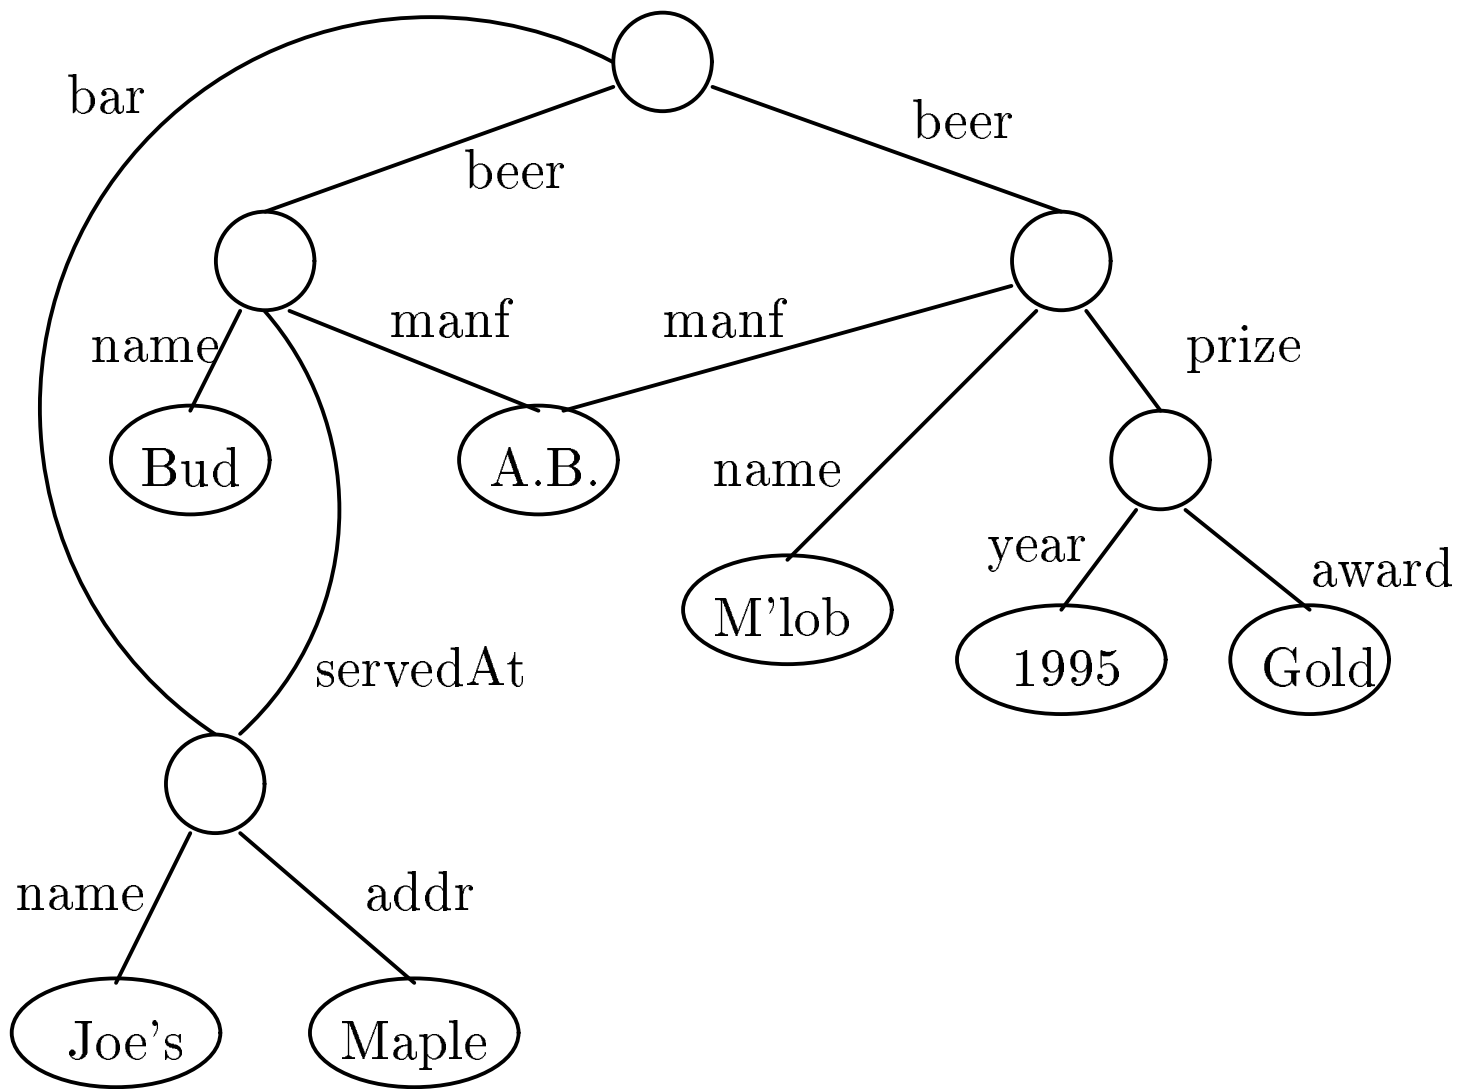 bar
beer
beer
name
manf
manf
prize
Bud
A.B.
name
year
award
M'lob
1995
Gold
servedAt
name
addr
Joe's
Maple